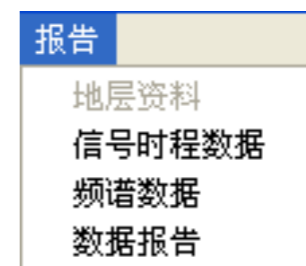 报告
地层资料
信号时程数据
频谱数据
数据报告